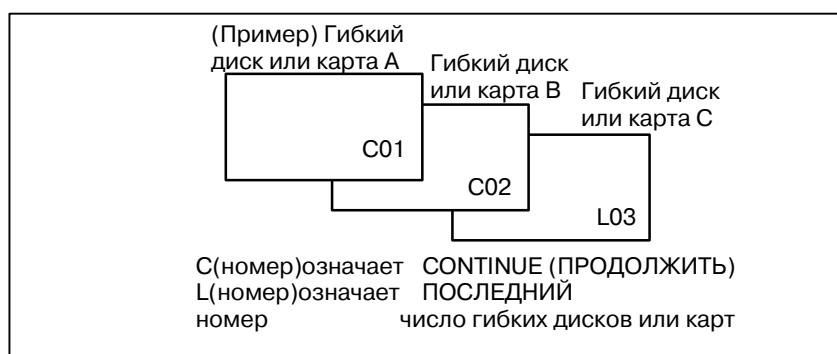 (Пример) Гибкий
диск или карта A
Гибкий диск
или карта B
Гибкий диск
или карта C
C01
C02
L03
C(номер)означает CONTINUE (ПРОДОЛЖИТЬ)
L(номер)означает ПОСЛЕДНИЙ
номер число гибких дисков или карт